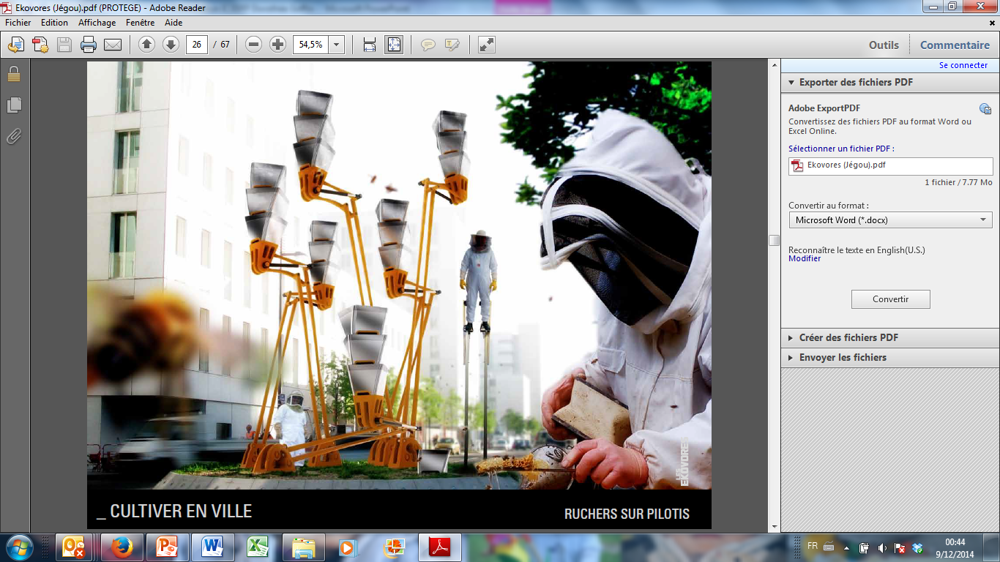 Ekovores (Jégou).pdf (PROTEGE) - Adobe Reader
Fichier Edition Affichage Fenêtre Aide
26 / 67 54,5% Outils Commentaire
Se connecter
Exporter des fichiers PDF
Adobe ExportPDF
Convertissez des fichiers PDF au format Word ou
Excel Online.
Sélectionner un fichier PDF :
Ekovores (Jégou).pdf
1 fichier / 7.77 Mo
Convertir au format :
Microsoft Word (*.docx)
Reconnaître le texte en English(U.S.)
Modifier
Convertir
Créer des fichiers PDF
Envoyer les fichiers
LES
EKOVORES
_ CULTIVER EN VILLE
RUCHERS SUR PILOTIS
FR
00:44
9/12/2014